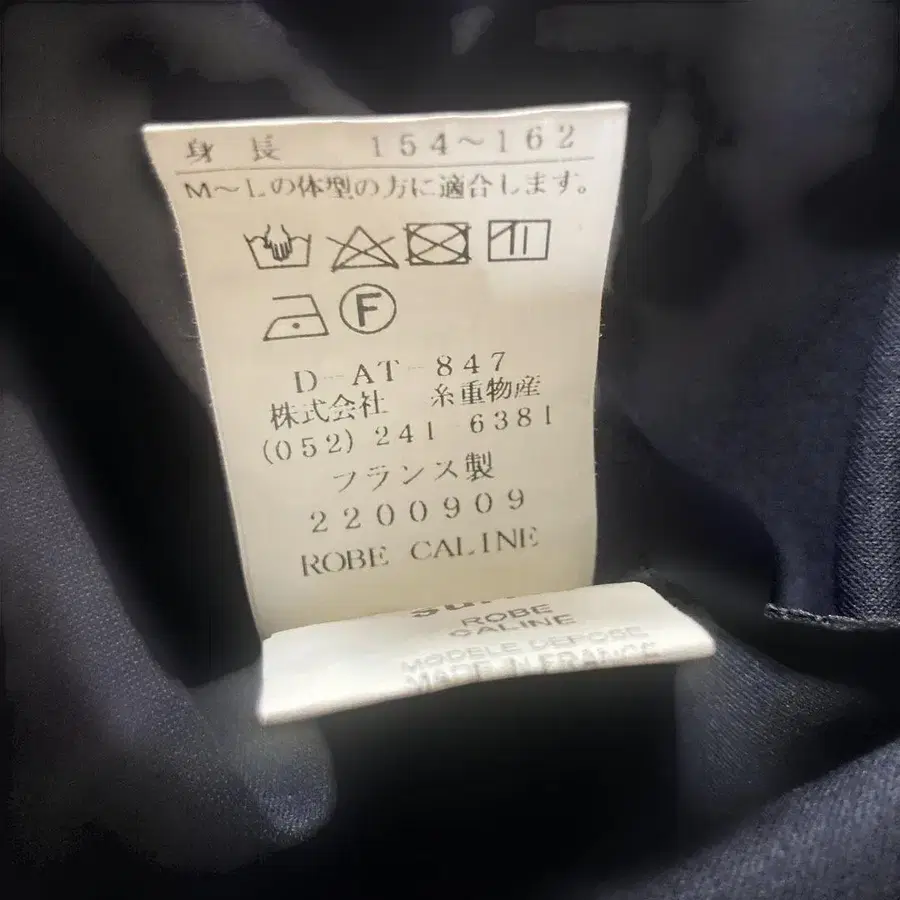 身 長 154～162
M～Lの体型の方に適合します。
F
D-AT-847
株式会社 糸重物産
(052) 241 6381
フランス製
2200909
ROBE CALINE
ROBE
CALINE
MODELE DEPOSE
MADE IN FRANCE